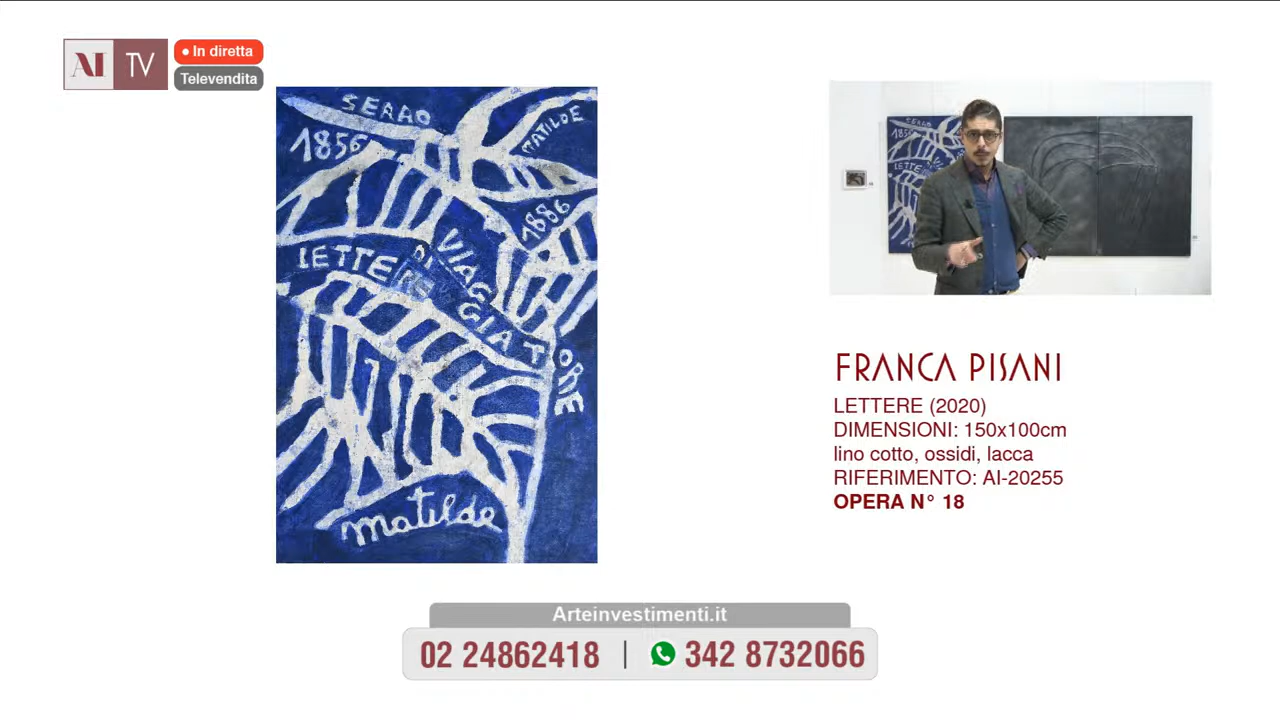 AI TV
In diretta
Televendita
SERAO
1856
MATILDE
1886
LETTERE
DI
VIAGGIATORE
matilde
FRANCA PISANI
LETTERE (2020)
DIMENSIONI: 150x100cm
lino cotto, ossidi, lacca
RIFERIMENTO: AI-20255
OPERA N° 18
Arteinvestimenti.it
02 24862418 | 342 8732066